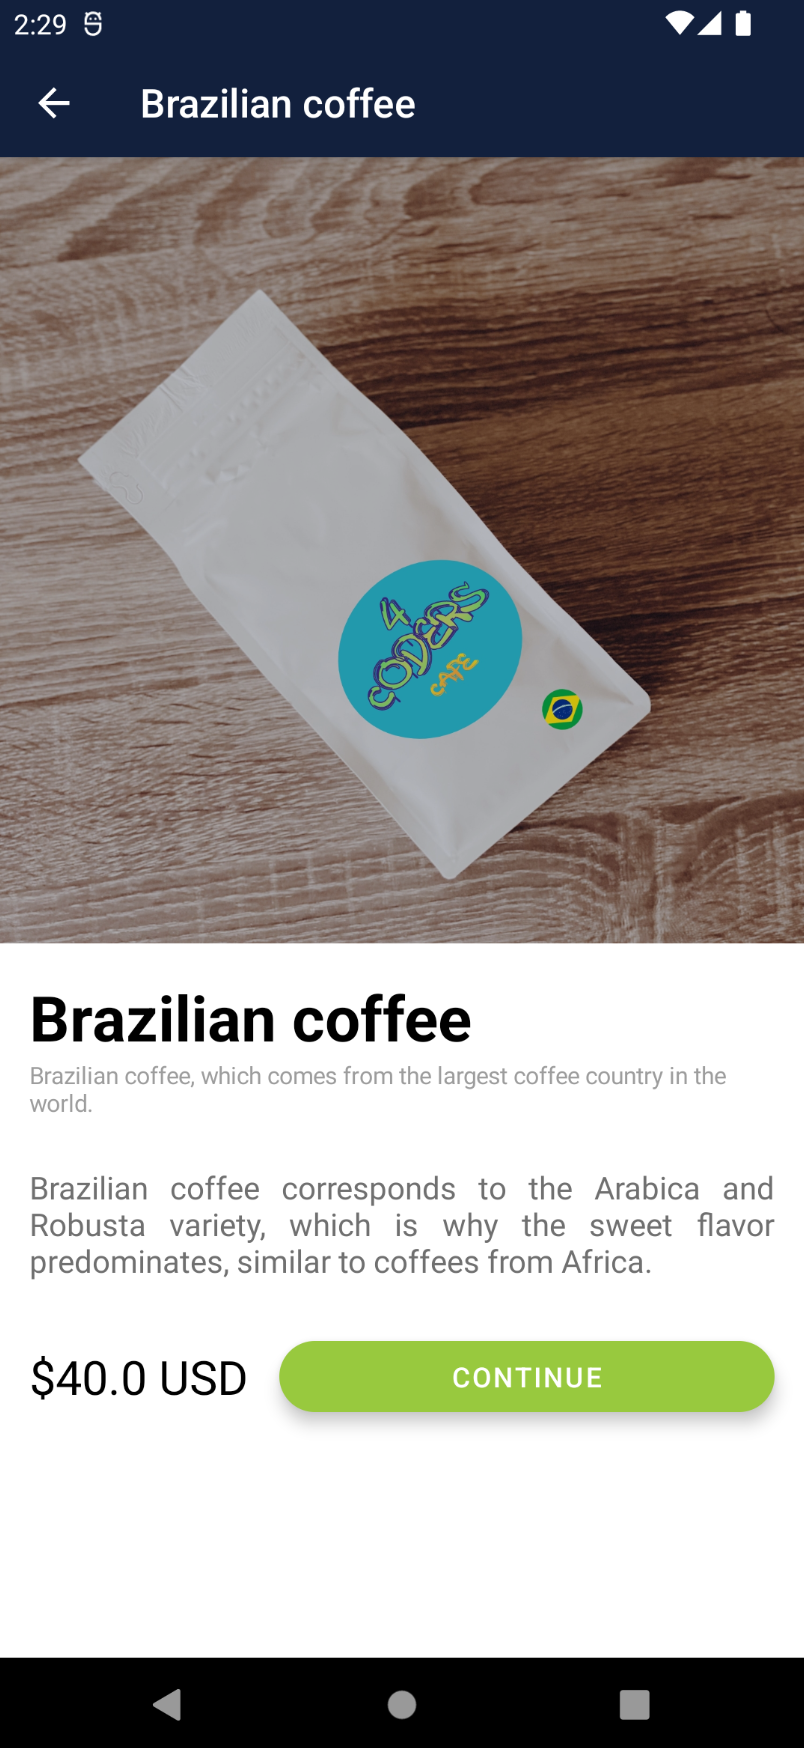 2:29
Brazilian coffee
4
CODERS
CAFE
Brazilian coffee
Brazilian coffee, which comes from the largest coffee country in the
world.
Brazilian coffee corresponds to the Arabica and
Robusta variety, which is why the sweet flavor
predominates, similar to coffees from Africa.
$40.0 USD
CONTINUE